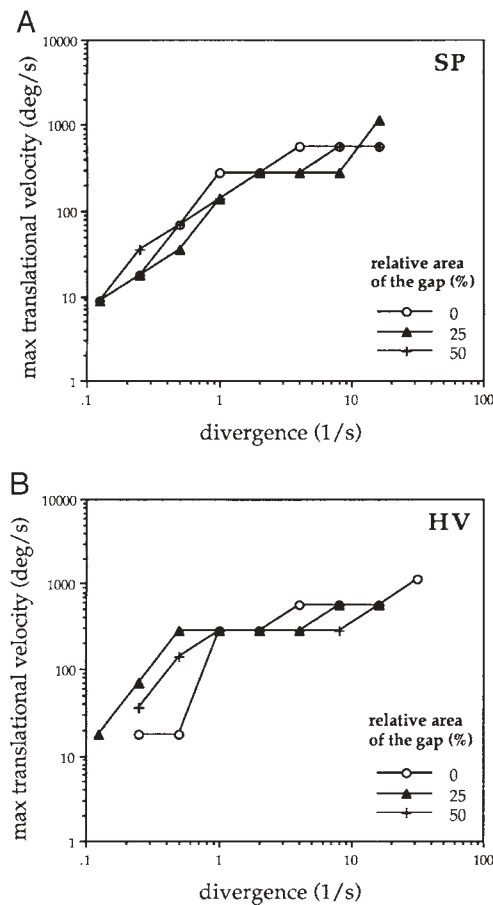 A
SP
max translational velocity (deg/s)
10000
1000
100
10
1
.1
1
10
100
divergence (1/s)
relative area
of the gap (%)
0
25
50
B
HV
max translational velocity (deg/s)
10000
1000
100
10
1
.1
1
10
100
divergence (1/s)
relative area
of the gap (%)
0
25
50